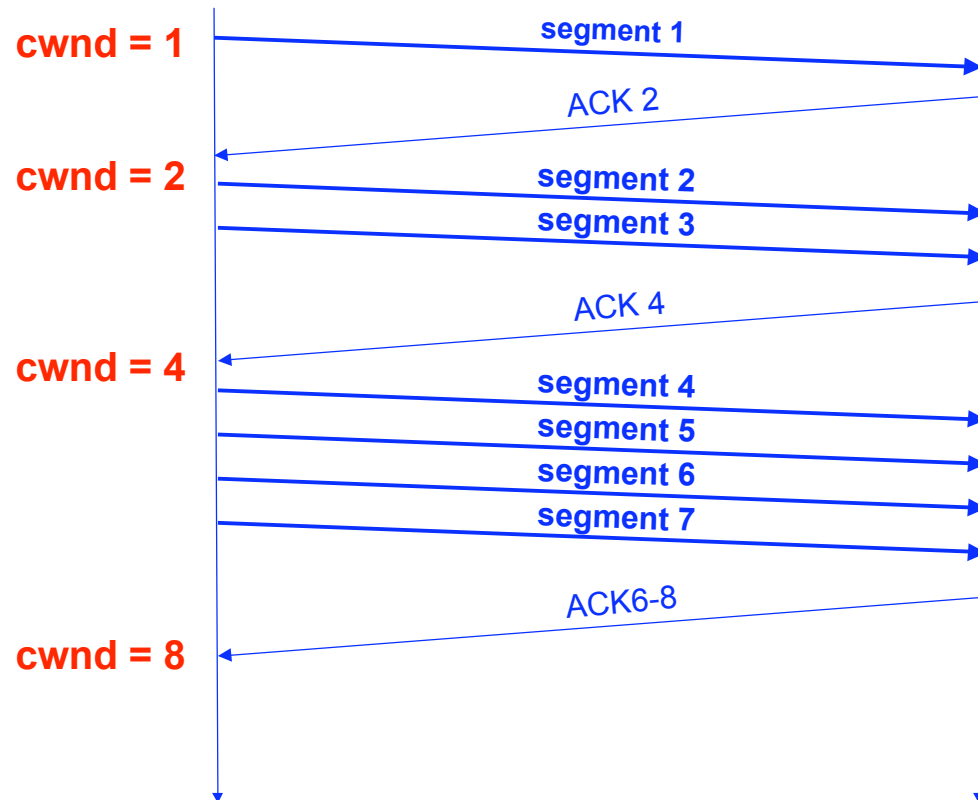 cwnd = 1
segment 1
ACK 2
cwnd = 2
segment 2
segment 3
ACK 4
cwnd = 4
segment 4
segment 5
segment 6
segment 7
ACK6-8
cwnd = 8